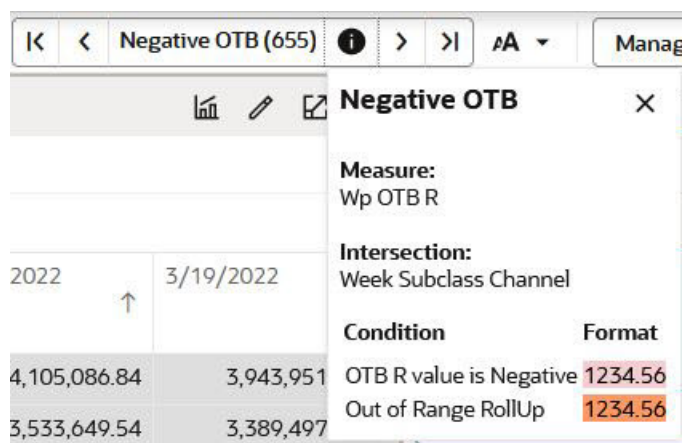 Negative OTB (655)
AA
Manag
Negative OTB
Measure:
Wp OTB R
Intersection:
Week Subclass Channel
2022
3/19/2022
Condition Format
4,105,086.84 3,943,951
OTB R value is Negative 1234.56
Out of Range RollUp 1234.56
3,533,649.54 3,389,497